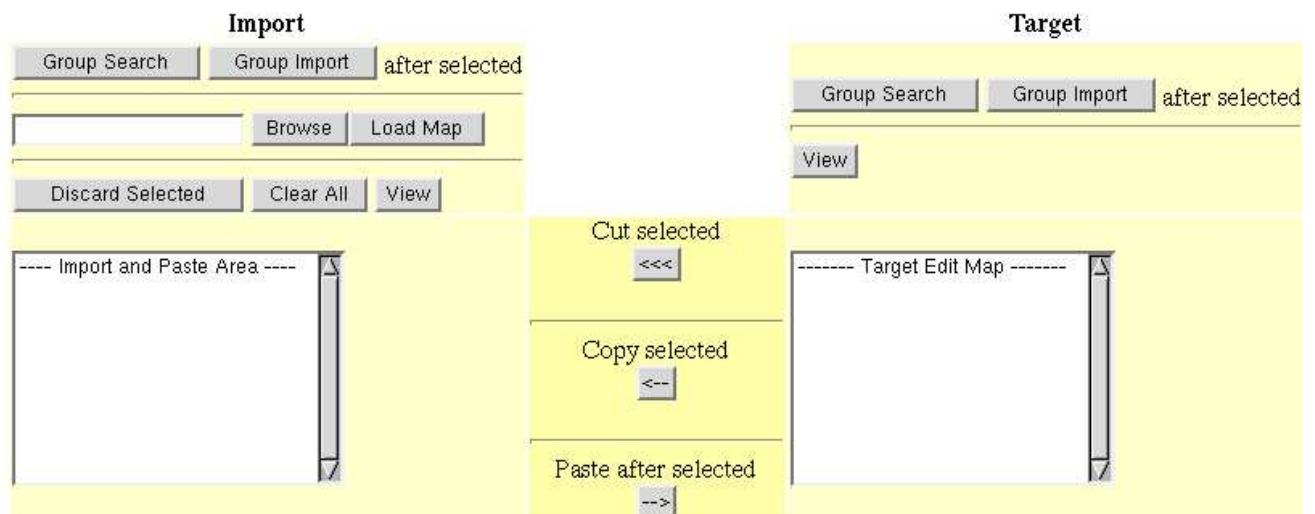 Import
Group Search Group Import after selected
Browse Load Map
Discard Selected Clear All View
---- Import and Paste Area ----
Cut selected
<<<
Copy selected
<--
Paste after selected
-->
Target
Group Search Group Import after selected
View
------- Target Edit Map -------